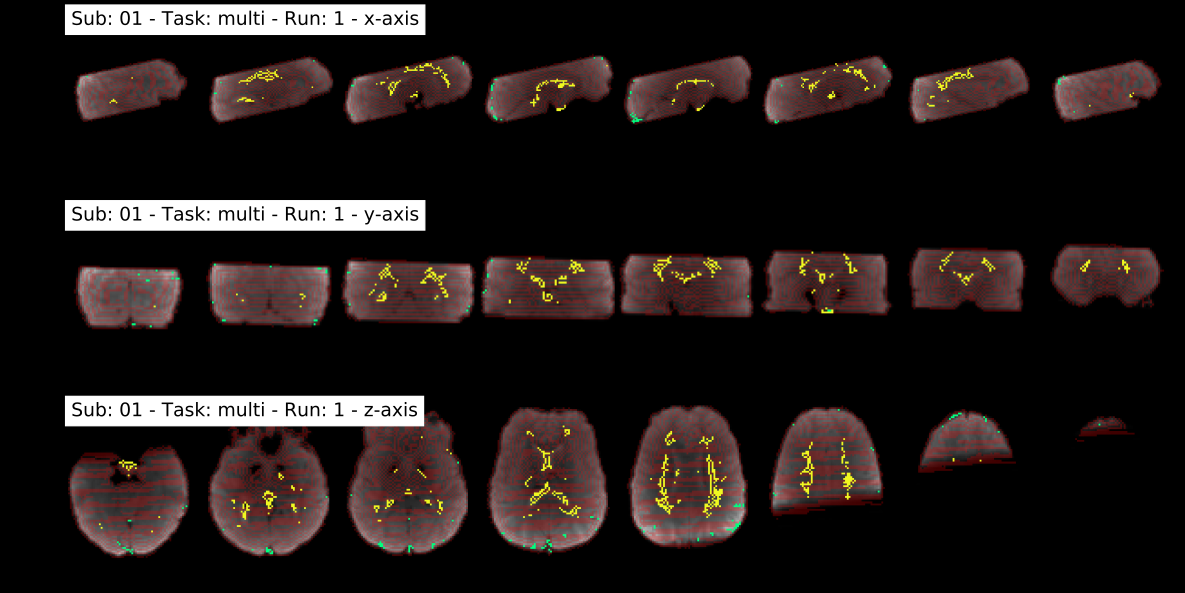 Sub: 01 - Task: multi - Run: 1 - x-axis
Sub: 01 - Task: multi - Run: 1 - y-axis
Sub: 01 - Task: multi - Run: 1 - z-axis